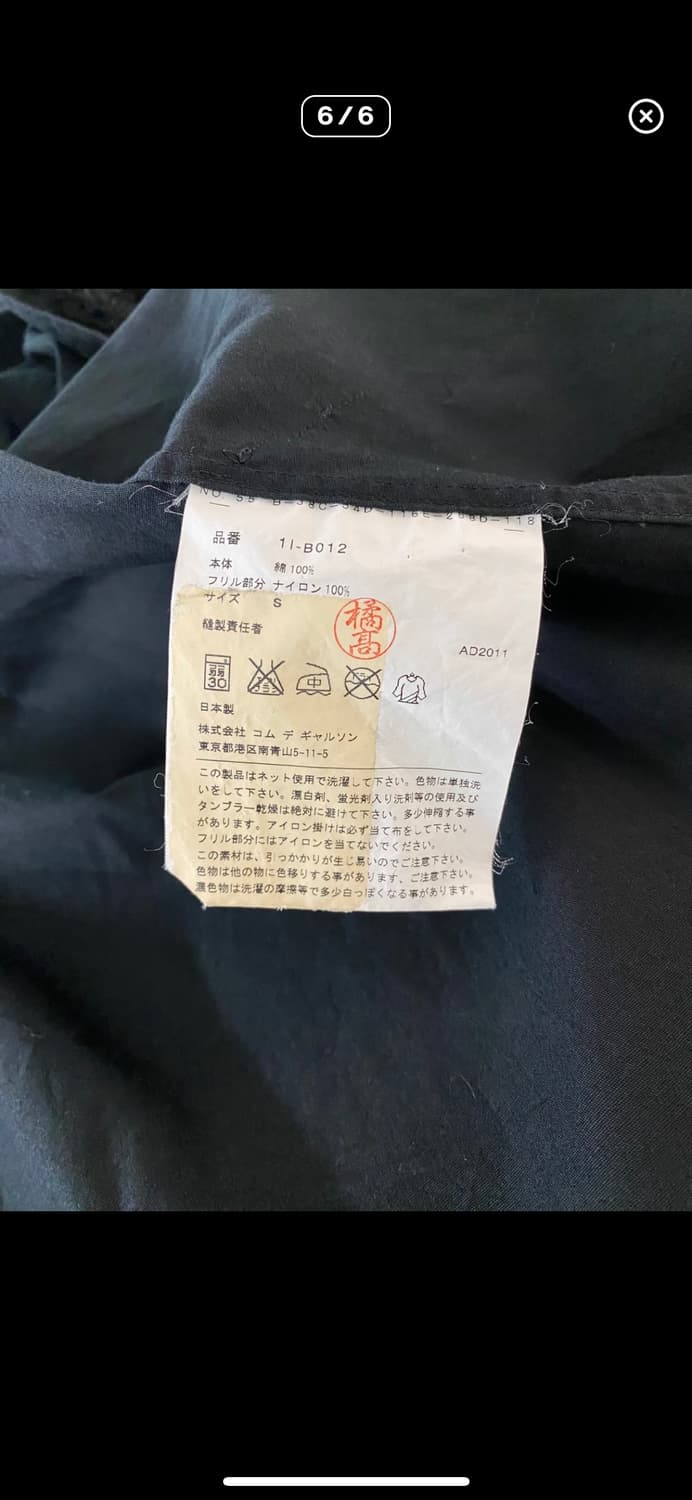 6/6
品番 1I-B012
本体 綿 100%
フリル部分 ナイロン 100%
サイズ S
縫製責任者 橘高
AD2011
30 中
日本製
株式会社 コム デ ギャルソン
東京都港区南青山5-11-5
この製品はネット使用で洗濯して下さい。色物は単独洗
いをして下さい。漂白剤、蛍光剤入り洗剤等の使用及び
タンブラー乾燥は絶対に避けて下さい。多少伸縮する事
があります。アイロン掛けは必ず当て布をして下さい。
フリル部分にはアイロンを当てないでください。
この素材は、引っかかりが生じ易いのでご注意下さい。
色物は他の物に色移りする事があります、ご注意下さい。
濃色物は洗濯の摩擦等で多少白っぽくなる事があります。